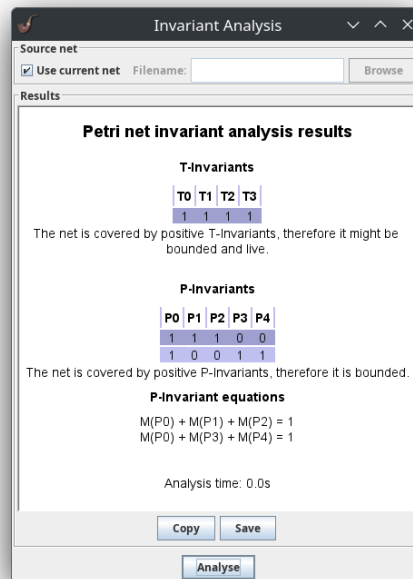 Invariant Analysis
Source net
Use current net Filename: Browse
Results
Petri net invariant analysis results
T-Invariants
T0 T1 T2 T3
1 1 1 1
The net is covered by positive T-Invariants, therefore it might be
bounded and live.
P-Invariants
P0 P1 P2 P3 P4
1 1 1 0 0
1 0 0 1 1
The net is covered by positive P-Invariants, therefore it is bounded.
P-Invariant equations
M(P0) + M(P1) + M(P2) = 1
M(P0) + M(P3) + M(P4) = 1
Analysis time: 0.0s
Copy Save
Analyse